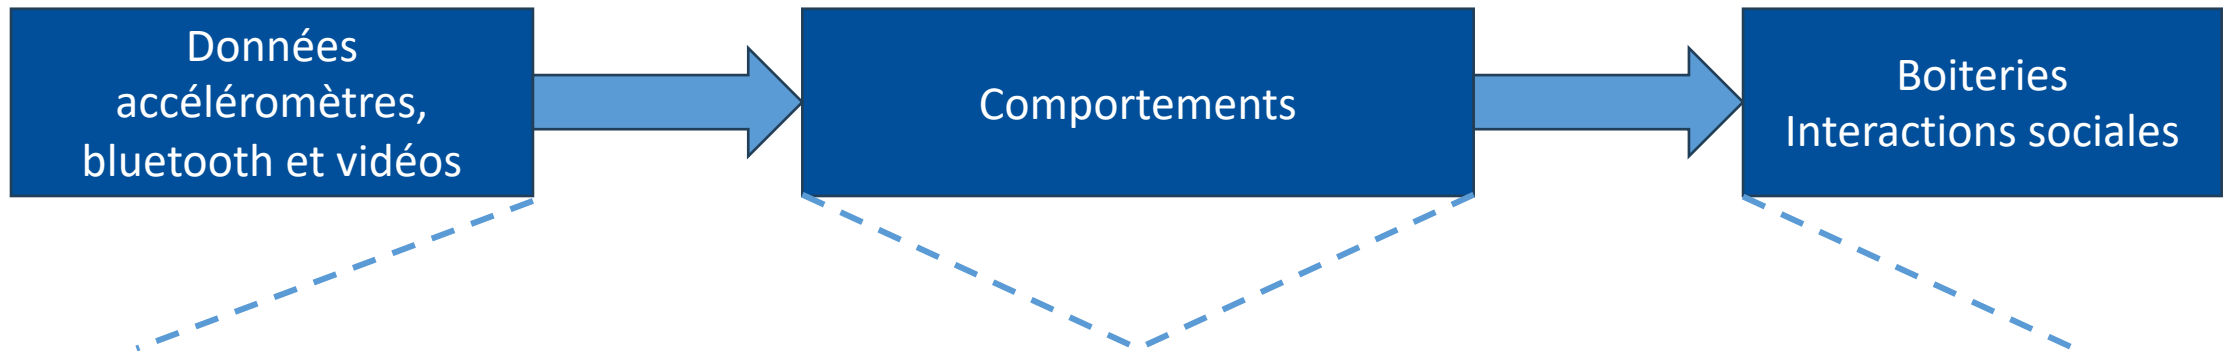 Données
accéléromètres,
bluetooth et vidéos
Comportements
Boiteries
Interactions sociales